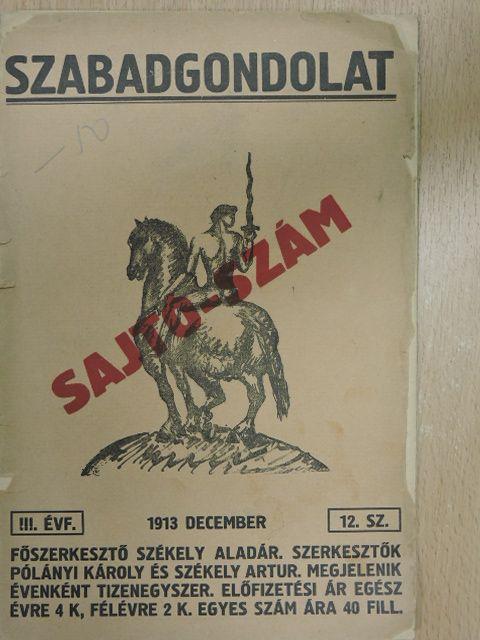 SZABADGONDOLAT
- 10
SAJTÓ-SZÁM
III. ÉVF.
1913 DECEMBER
12. SZ.
FŐSZERKESZTŐ SZÉKELY ALADÁR. SZERKESZTŐK
PÓLÁNYI KÁROLY ÉS SZÉKELY ARTUR. MEGJELENIK
ÉVENKÉNT TIZENEGYSZER. ELŐFIZETÉSI ÁR EGÉSZ
ÉVRE 4 K, FÉLÉVRE 2 K. EGYES SZÁM ÁRA 40 FILL.